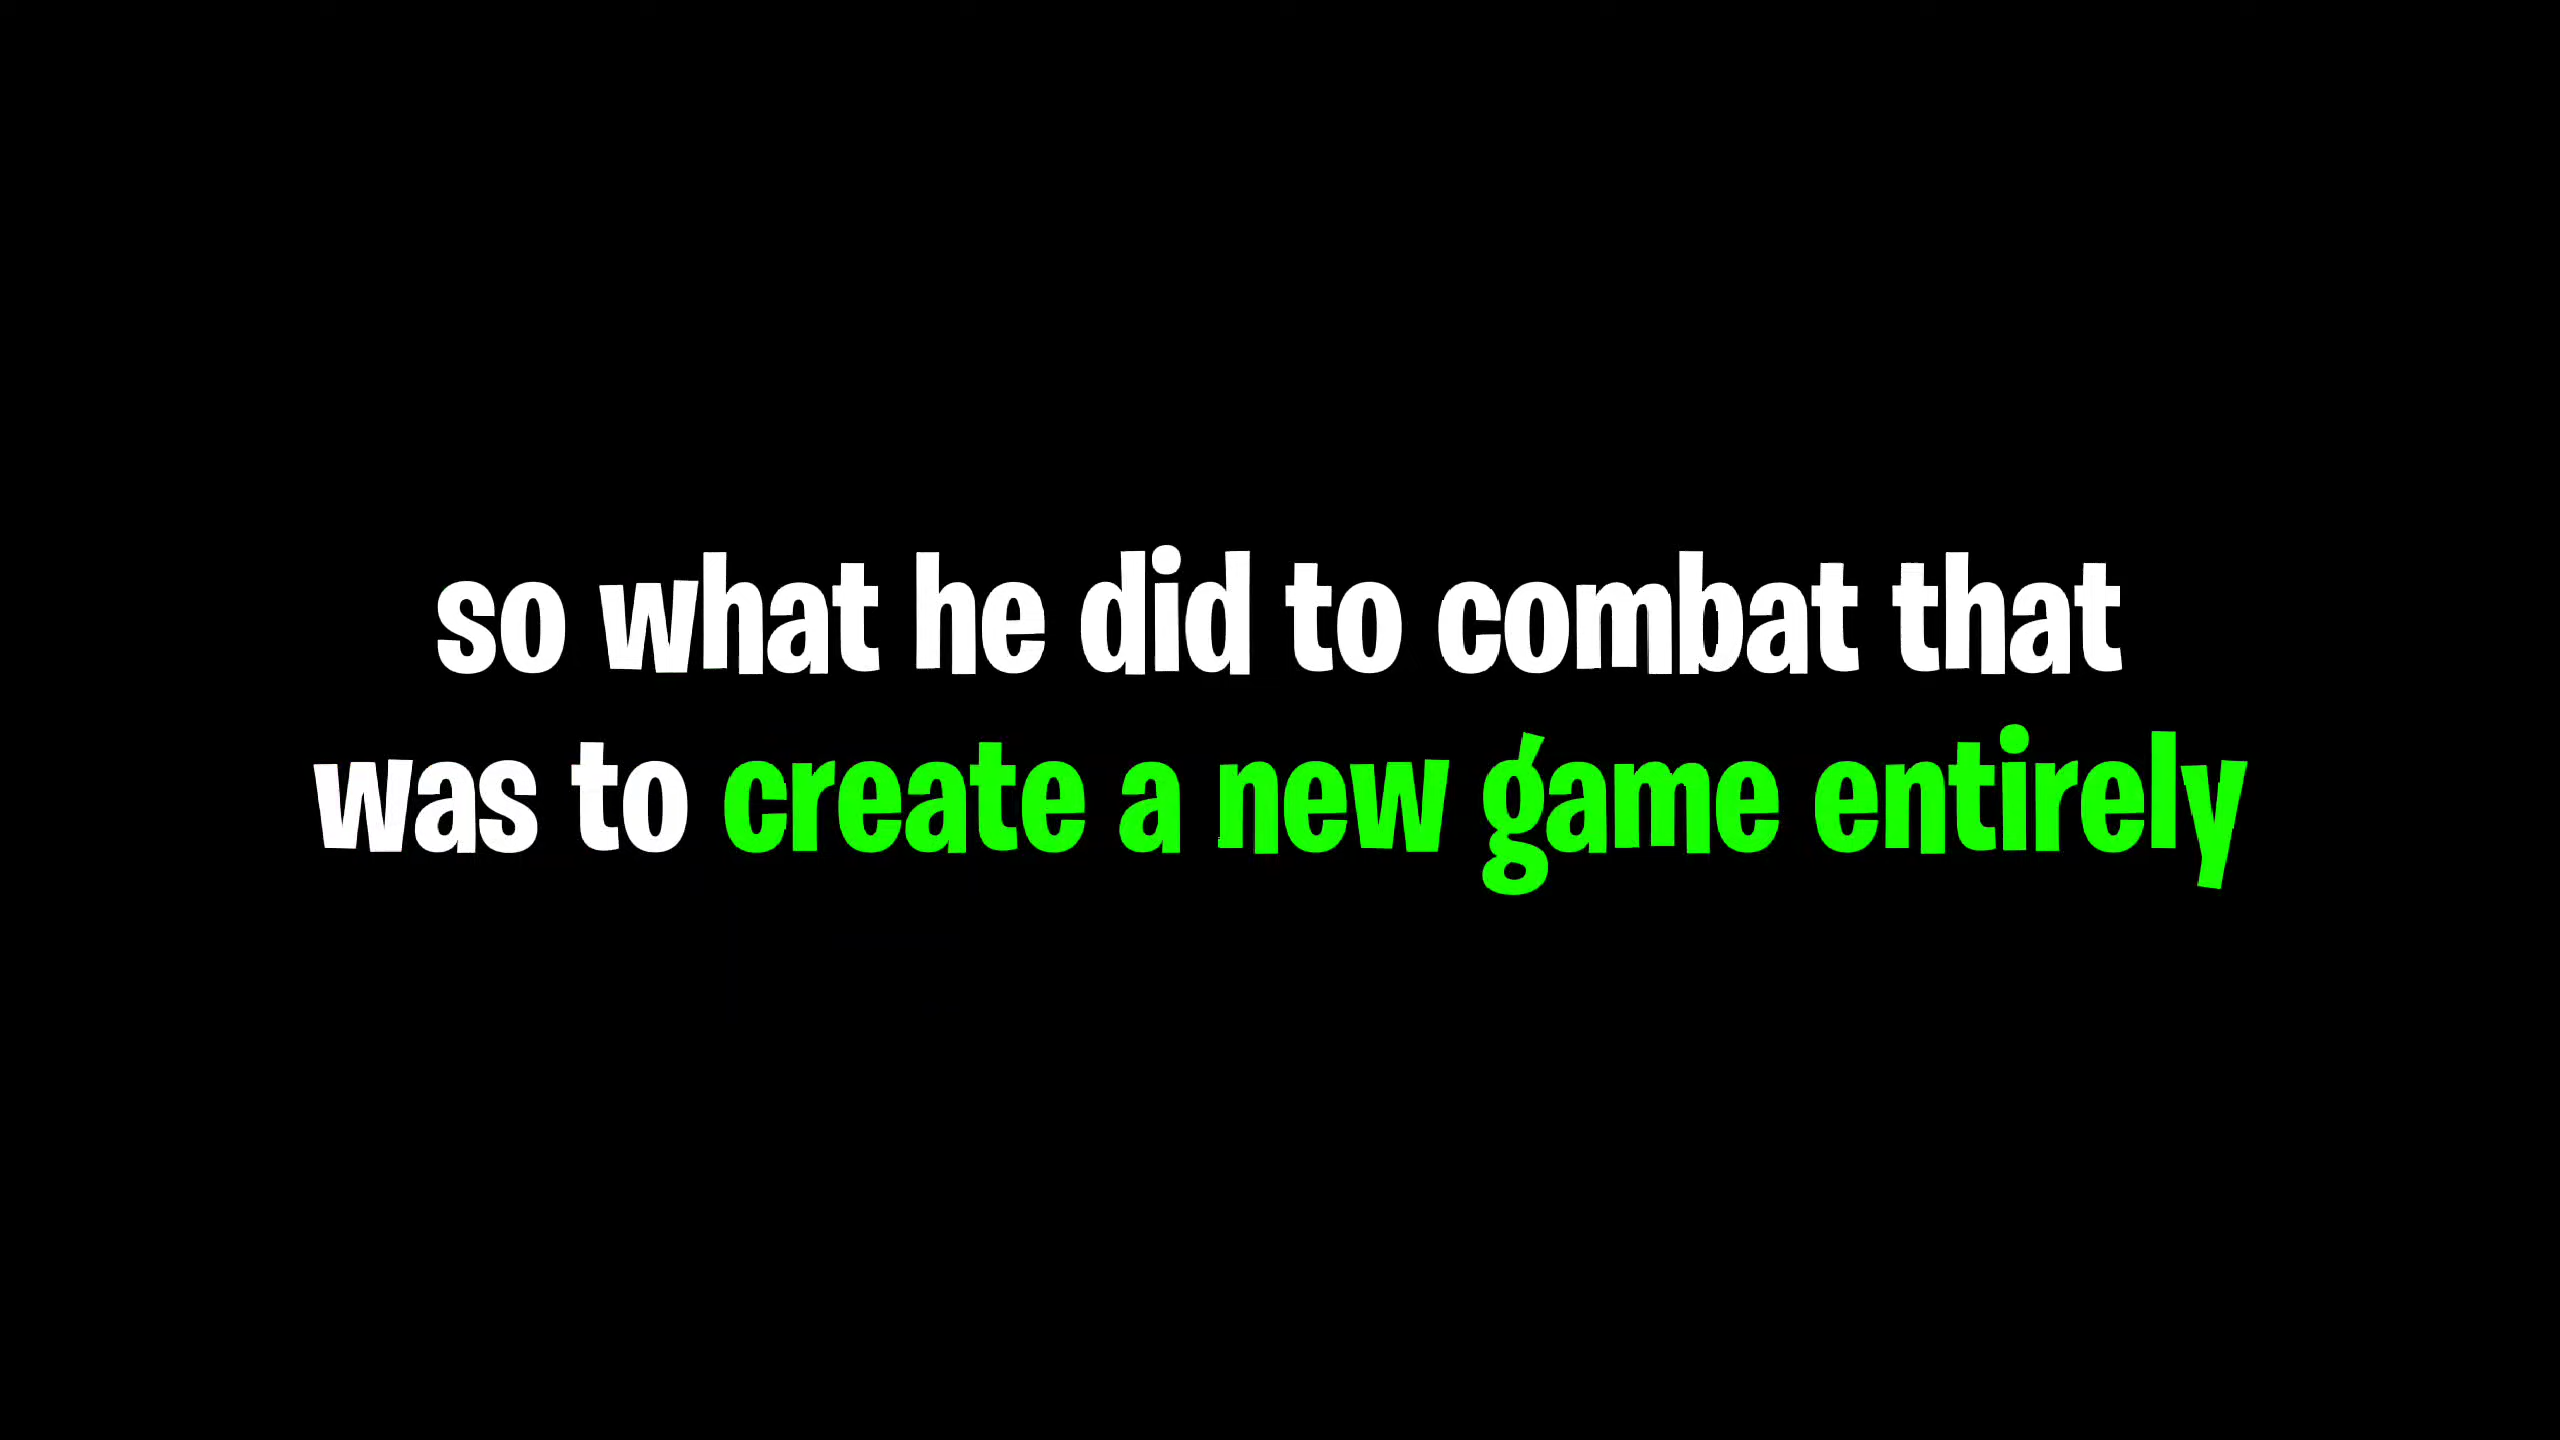 so what he did to combat that
was to create a new game entirely